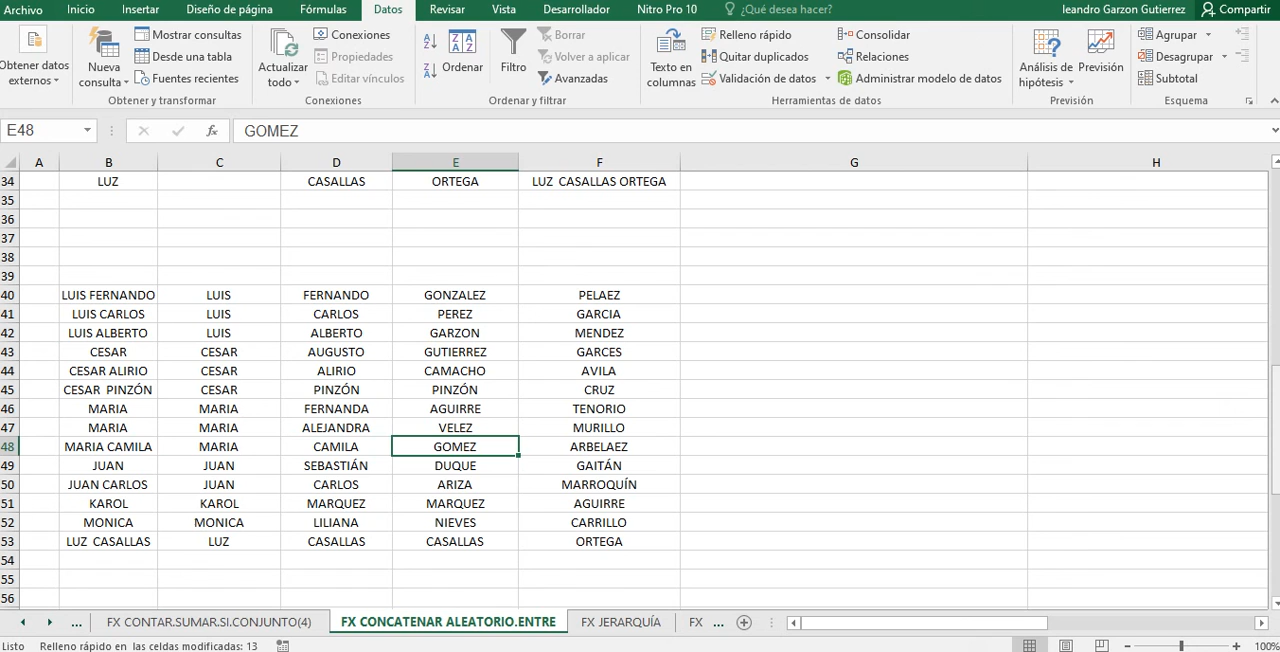 Archivo Inicio Insertar Diseño de página Fórmulas Datos Revisar Vista Desarrollador Nitro Pro 10 ¿Qué desea hacer? leandro Garzon Gutierrez Compartir
Mostrar consultas Conexiones Borrar Relleno rápido Consolidar Agrupar
Obtener datos externos Nueva consulta Desde una tabla Actualizar todo Propiedades Ordenar Filtro Volver a aplicar Texto en columnas Quitar duplicados Relaciones Análisis de hipótesis Previsión Desagrupar
Fuentes recientes Editar vínculos Avanzadas Validación de datos Administrar modelo de datos Subtotal
Obtener y transformar Conexiones Ordenar y filtrar Herramientas de datos Previsión Esquema
E48 fx GOMEZ
A B C D E F G H
34 LUZ CASALLAS ORTEGA LUZ  CASALLAS ORTEGA
35
36
37
38
39
40 LUIS FERNANDO LUIS FERNANDO GONZALEZ PELAEZ
41 LUIS CARLOS LUIS CARLOS PEREZ GARCIA
42 LUIS ALBERTO LUIS ALBERTO GARZON MENDEZ
43 CESAR CESAR AUGUSTO GUTIERREZ GARCES
44 CESAR ALIRIO CESAR ALIRIO CAMACHO AVILA
45 CESAR  PINZÓN CESAR PINZÓN PINZÓN CRUZ
46 MARIA MARIA FERNANDA AGUIRRE TENORIO
47 MARIA MARIA ALEJANDRA VELEZ MURILLO
48 MARIA CAMILA MARIA CAMILA GOMEZ ARBELAEZ
49 JUAN JUAN SEBASTIÁN DUQUE GAITÁN
50 JUAN CARLOS JUAN CARLOS ARIZA MARROQUÍN
51 KAROL KAROL MARQUEZ MARQUEZ AGUIRRE
52 MONICA MONICA LILIANA NIEVES CARRILLO
53 LUZ  CASALLAS LUZ CASALLAS CASALLAS ORTEGA
54
55
56
... FX CONTAR.SUMAR.SI.CONJUNTO(4) FX CONCATENAR ALEATORIO.ENTRE FX JERARQUÍA FX ...
Listo Relleno rápido en las celdas modificadas: 13 100%